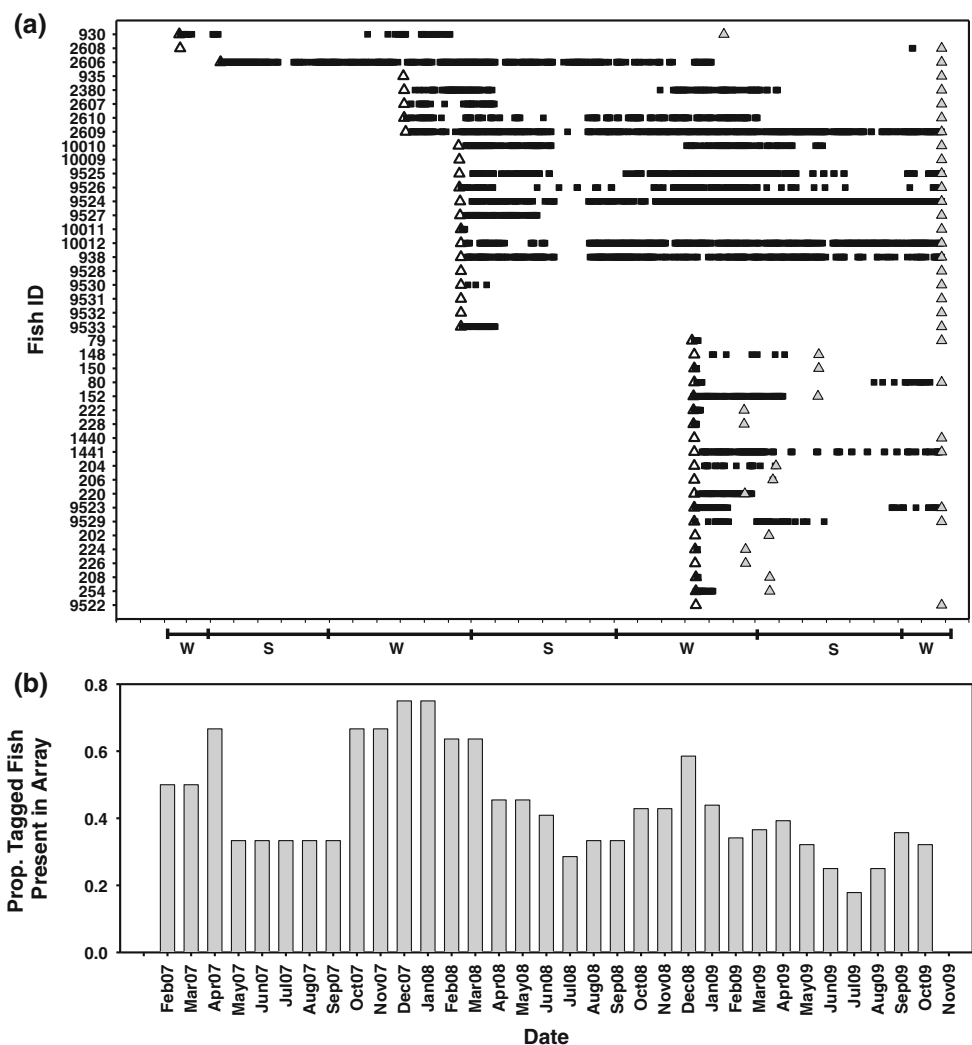 (a)
Fish ID
930
2608
2606
935
2380
2607
2610
2609
10010
10009
9525
9526
9524
9527
10011
10012
938
9528
9530
9531
9532
9533
79
148
150
80
152
222
228
1440
1441
204
206
220
9523
9529
202
224
226
208
254
9522
W S W S W S W
(b)
Prop. Tagged Fish
Present in Array
0.8
0.6
0.4
0.2
0.0
Feb07
Mar07
Apr07
May07
Jun07
Jul07
Aug07
Sep07
Oct07
Nov07
Dec07
Jan08
Feb08
Mar08
Apr08
May08
Jun08
Jul08
Aug08
Sep08
Oct08
Nov08
Dec08
Jan09
Feb09
Mar09
Apr09
May09
Jun09
Jul09
Aug09
Sep09
Oct09
Nov09
Date